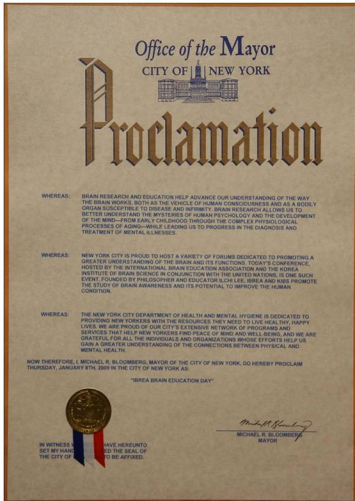 Office of the Mayor
CITY OF NEW YORK
Proclamation
WHEREAS: BRAIN RESEARCH AND EDUCATION HELP ADVANCE OUR UNDERSTANDING OF THE WAY
THE BRAIN WORKS, BOTH AS THE VEHICLE OF HUMAN CONSCIOUSNESS AND AS A BODILY
ORGAN SUSCEPTIBLE TO DISEASE AND INFIRMITY. BRAIN RESEARCH ALLOWS US TO
BETTER UNDERSTAND THE MYSTERIES OF HUMAN PSYCHOLOGY AND THE DEVELOPMENT
OF THE MIND—FROM EARLY CHILDHOOD THROUGH THE COMPLEX PHYSIOLOGICAL
PROCESSES OF AGING—WHILE LEADING US TO PROGRESS IN THE DIAGNOSIS AND
TREATMENT OF MENTAL ILLNESSES.
WHEREAS: NEW YORK CITY IS PROUD TO HOST A VARIETY OF FORUMS DEDICATED TO PROMOTING A
GREATER UNDERSTANDING OF THE BRAIN AND ITS FUNCTIONS. TODAY'S CONFERENCE,
HOSTED BY THE INTERNATIONAL BRAIN EDUCATION ASSOCIATION AND THE KOREA
INSTITUTE OF BRAIN SCIENCE IN CONJUNCTION WITH THE UNITED NATIONS, IS ONE SUCH
EVENT. FOUNDED BY PHILOSOPHER AND EDUCATOR ILCHI LEE, IBREA AND KIBS PROMOTE
THE STUDY OF BRAIN AWARENESS AND ITS POTENTIAL TO IMPROVE THE HUMAN
CONDITION.
WHEREAS: THE NEW YORK CITY DEPARTMENT OF HEALTH AND MENTAL HYGIENE IS DEDICATED TO
PROVIDING NEW YORKERS WITH THE RESOURCES THEY NEED TO LIVE HEALTHY, HAPPY
LIVES. WE ARE PROUD OF OUR CITY'S EXTENSIVE NETWORK OF PROGRAMS AND
SERVICES THAT HELP NEW YORKERS FIND PEACE OF MIND AND WELL-BEING, AND WE ARE
GRATEFUL FOR ALL THE INDIVIDUALS AND ORGANIZATIONS WHOSE EFFORTS HELP US
GAIN A GREATER UNDERSTANDING OF THE CONNECTIONS BETWEEN PHYSICAL AND
MENTAL HEALTH.
NOW THEREFORE, I, MICHAEL R. BLOOMBERG, MAYOR OF THE CITY OF NEW YORK, DO HEREBY PROCLAIM
THURSDAY, JANUARY 8TH, 2009 IN THE CITY OF NEW YORK AS:
"IBREA BRAIN EDUCATION DAY"
Michael R. Bloomberg
MICHAEL R. BLOOMBERG
MAYOR
IN WITNESS HAVE HEREUNTO
SET MY HAND THE SEAL OF
THE CITY OF TO BE AFFIXED.